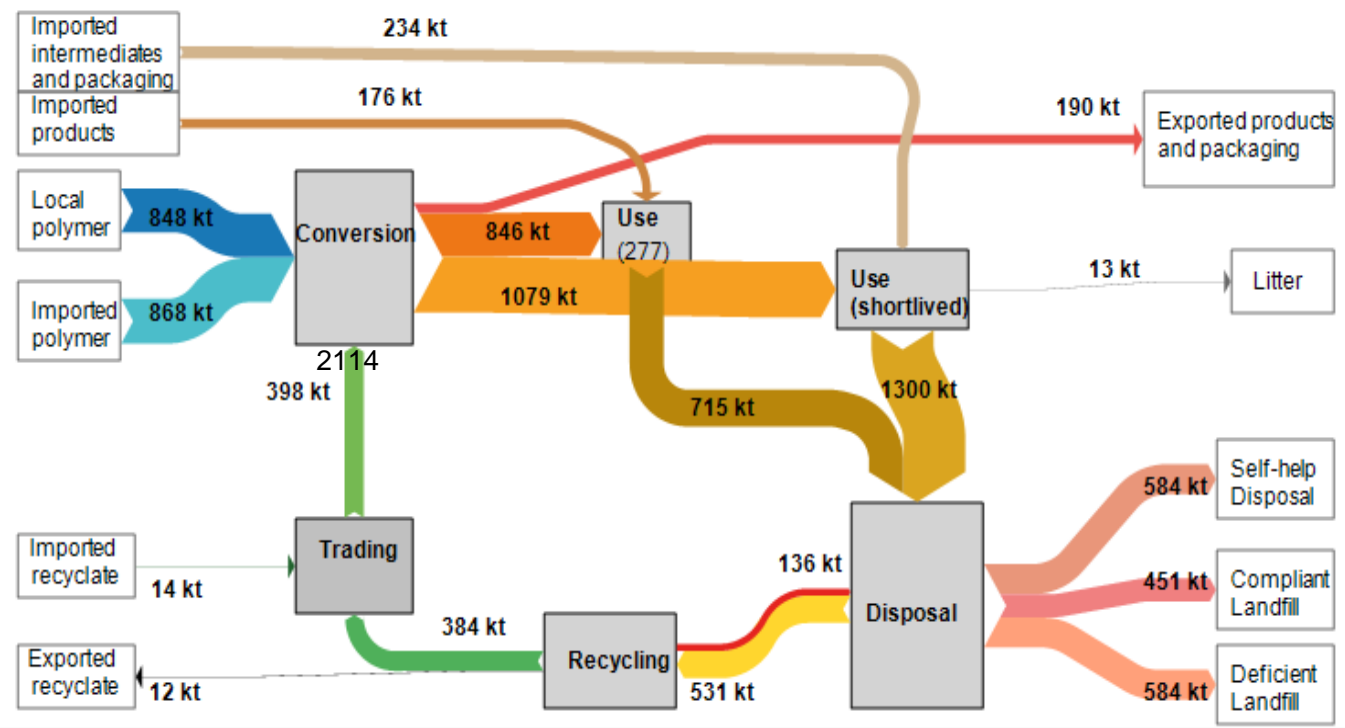 Imported
intermediates
and packaging
234 kt
Imported
products
176 kt
190 kt
Exported products
and packaging
Local
polymer
848 kt
Conversion
846 kt
Use
(277)
Imported
polymer
868 kt
1079 kt
Use
(shortlived)
13 kt
Litter
2114
398 kt
715 kt
1300 kt
Self-help
Disposal
584 kt
Imported
recyclate
14 kt
Trading
136 kt
Disposal
451 kt
Compliant
Landfill
Exported
recyclate
12 kt
384 kt
Recycling
531 kt
584 kt
Deficient
Landfill